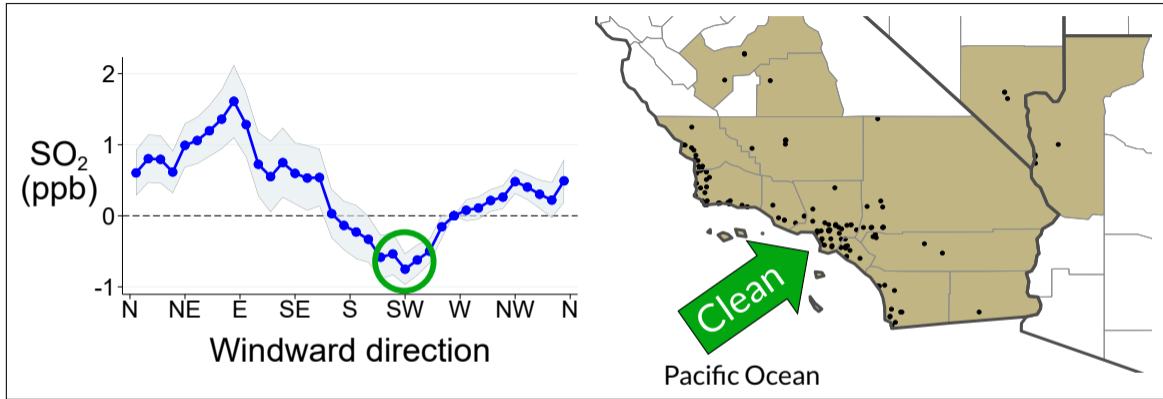 2
1
0
-1
SO₂
(ppb)
N NE E SE S SW W NW N
Windward direction
Clean
Pacific Ocean